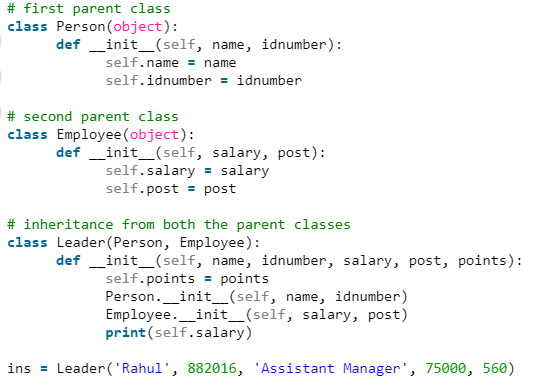 # first parent class
class Person(object):
      def __init__(self, name, idnumber):
            self.name = name
            self.idnumber = idnumber

# second parent class
class Employee(object):
      def __init__(self, salary, post):
            self.salary = salary
            self.post = post

# inheritance from both the parent classes
class Leader(Person, Employee):
      def __init__(self, name, idnumber, salary, post, points):
            self.points = points
            Person.__init__(self, name, idnumber)
            Employee.__init__(self, salary, post)
            print(self.salary)

ins = Leader('Rahul', 882016, 'Assistant Manager', 75000, 560)